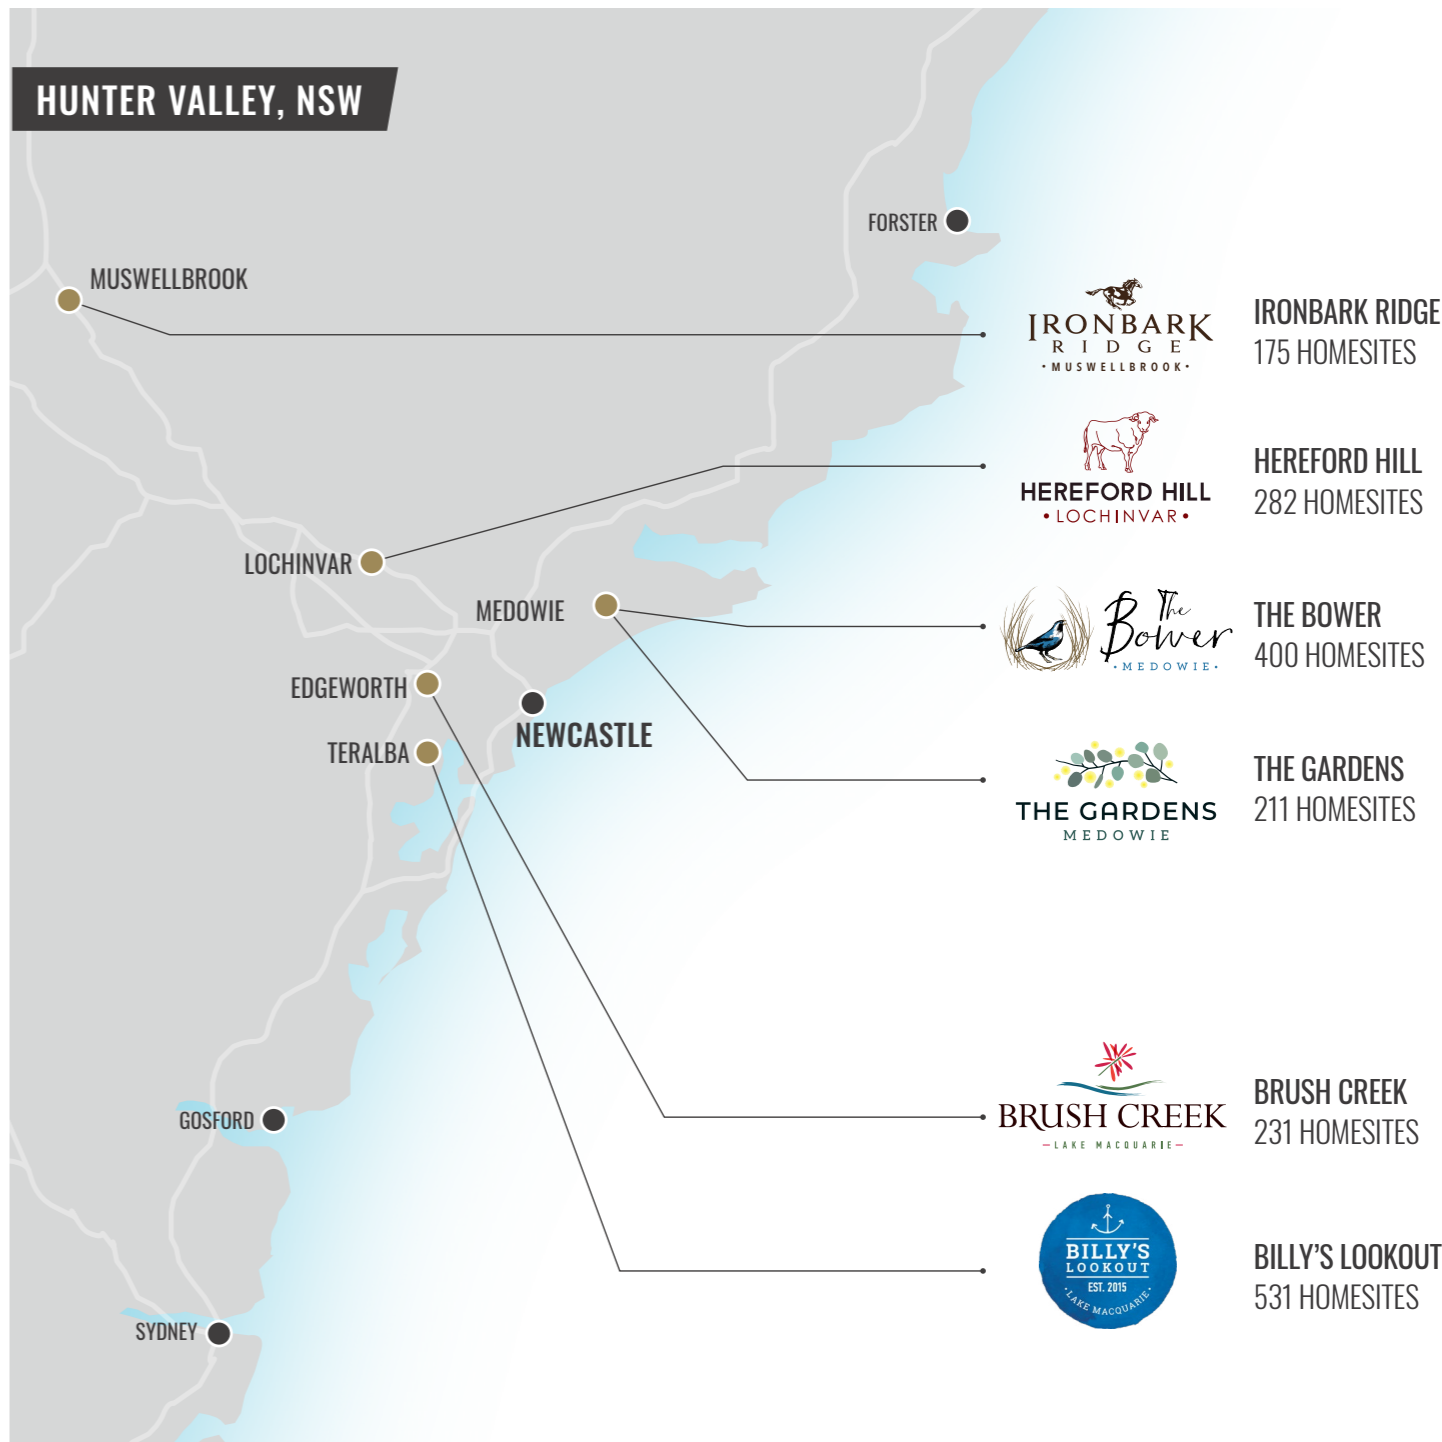 HUNTER VALLEY, NSW
FORSTER
MUSWELLBROOK
LOCHINVAR
MEDOWIE
EDGEWORTH
NEWCASTLE
TERALBA
GOSFORD
SYDNEY
IRONBARK
RIDGE
• MUSWELLBROOK •
IRONBARK RIDGE
175 HOMESITES
HEREFORD HILL
• LOCHINVAR •
HEREFORD HILL
282 HOMESITES
The
Bower
• MEDOWIE •
THE BOWER
400 HOMESITES
THE GARDENS
MEDOWIE
THE GARDENS
211 HOMESITES
BRUSH CREEK
– LAKE MACQUARIE –
BRUSH CREEK
231 HOMESITES
BILLY'S
LOOKOUT
EST. 2015
• LAKE MACQUARIE •
BILLY'S LOOKOUT
531 HOMESITES